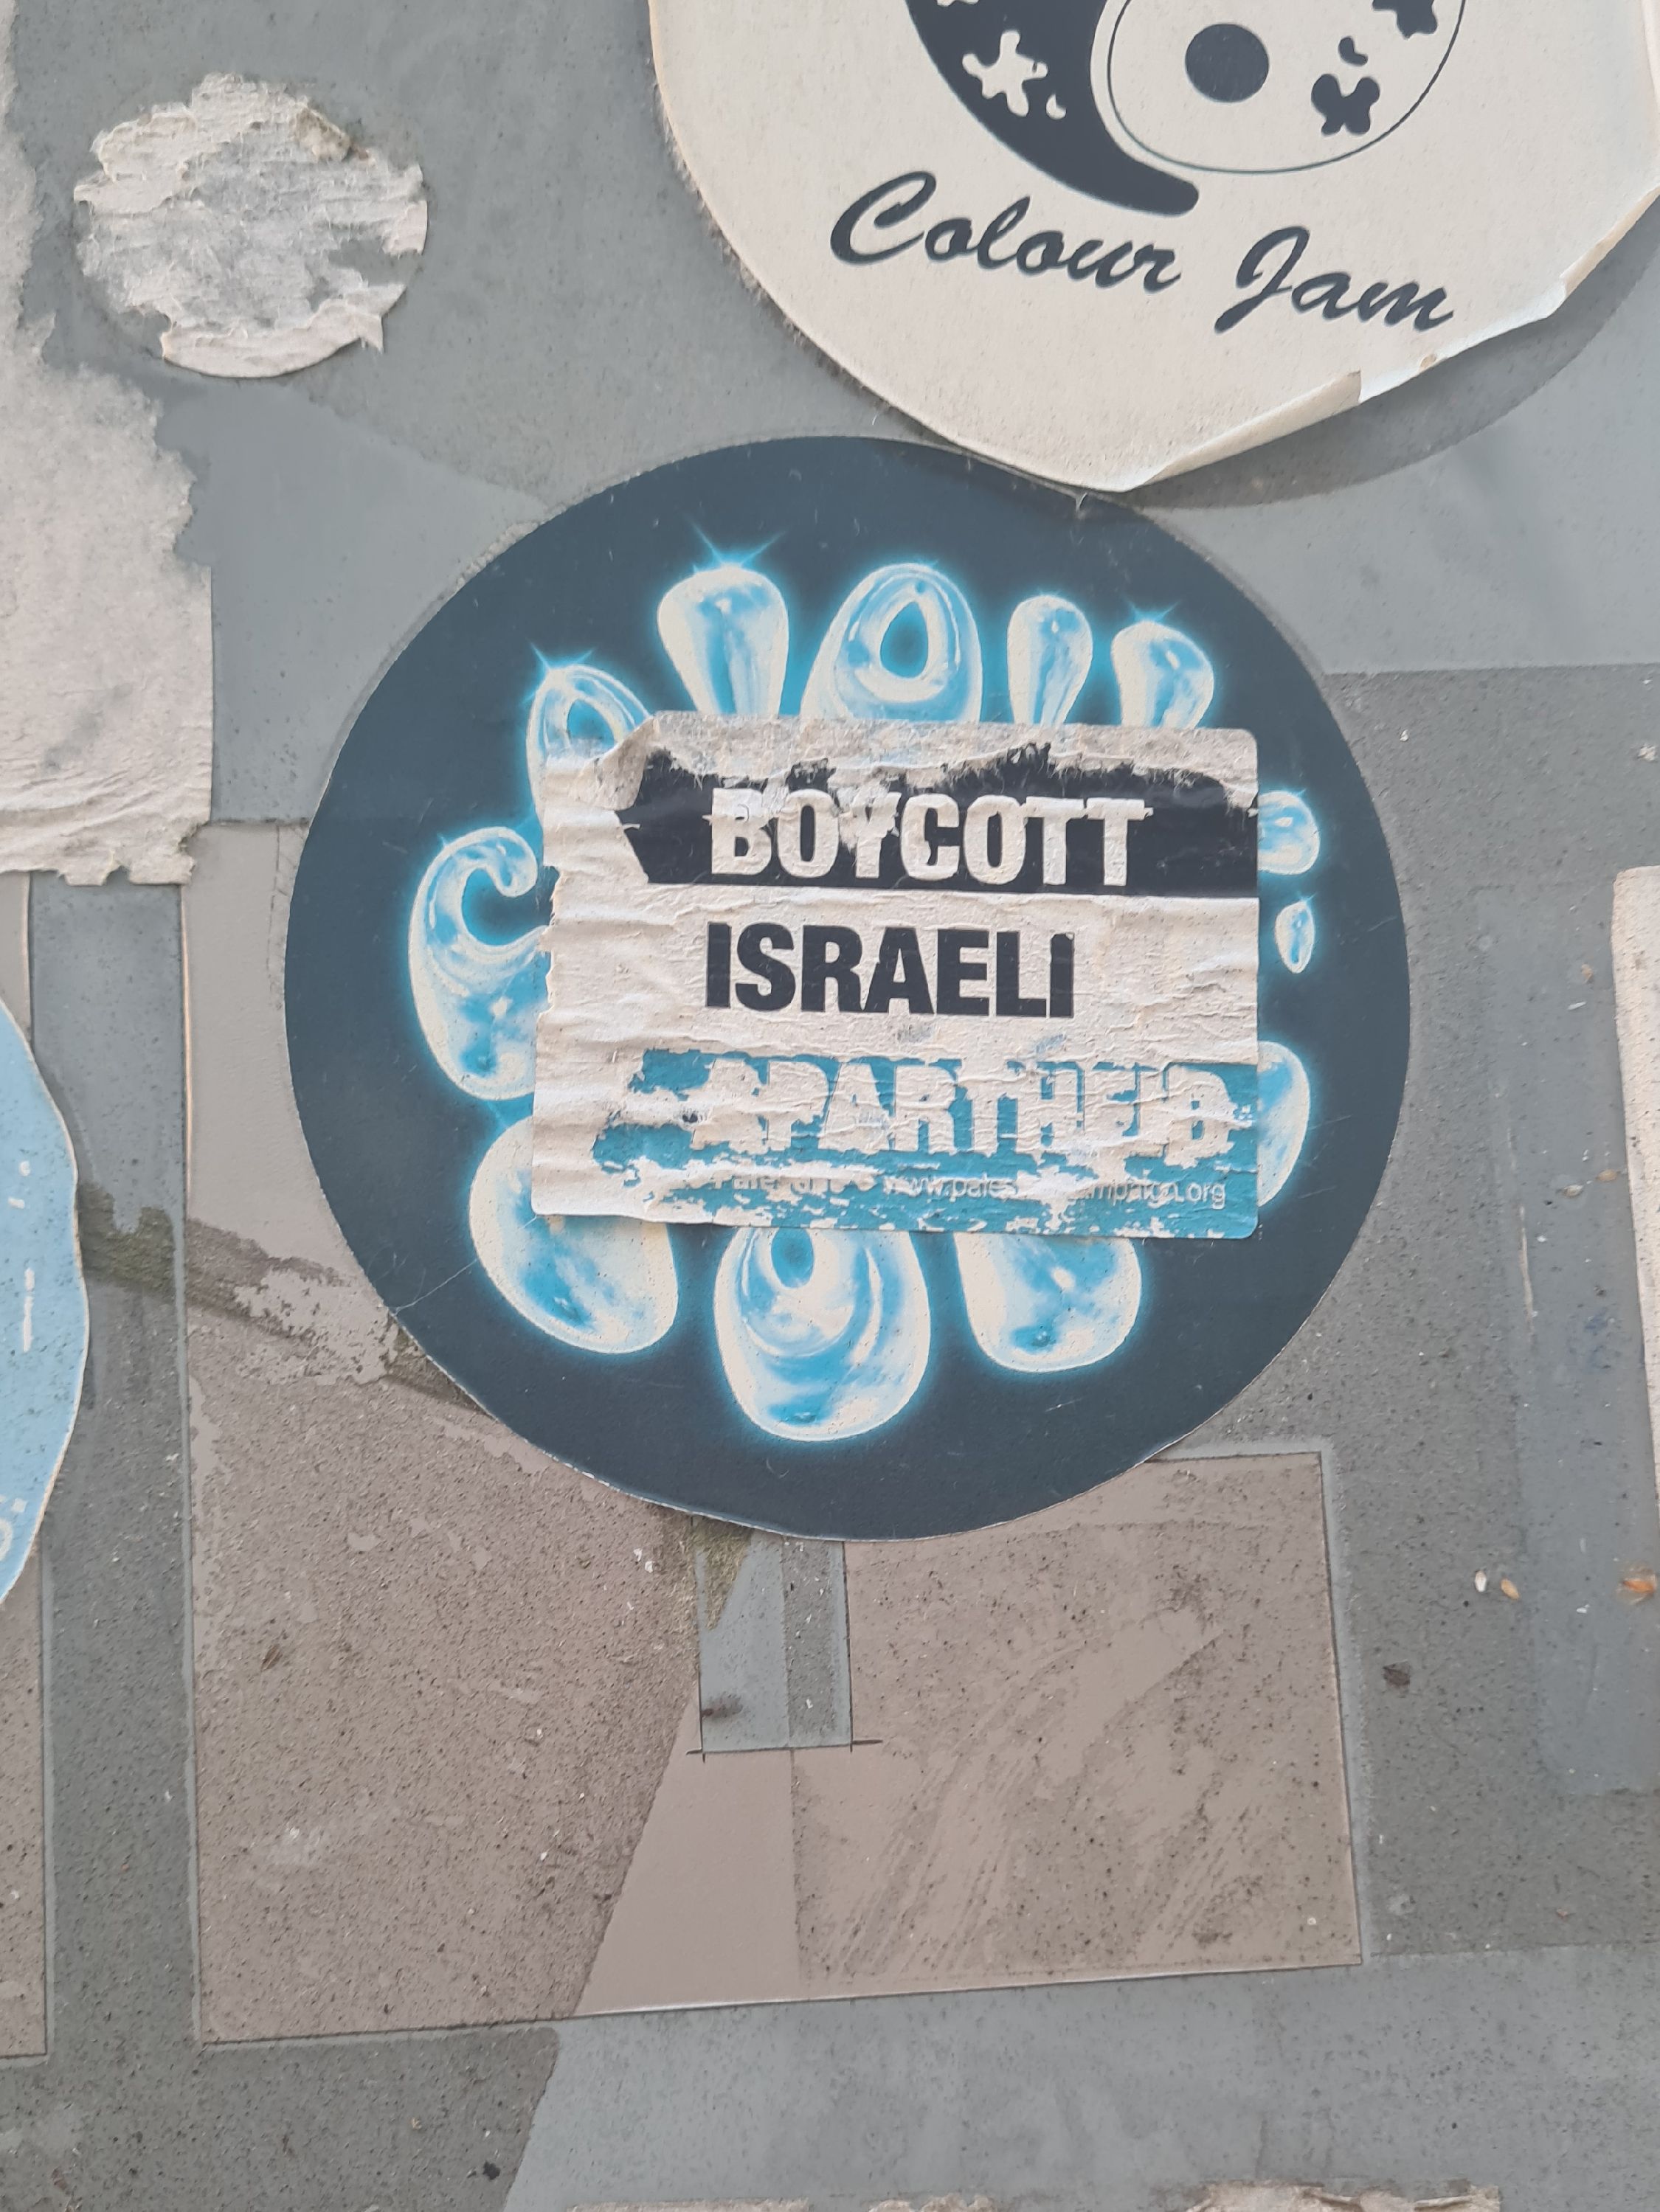 Colour Jam
BOYCOTT
ISRAELI
APARTHEID